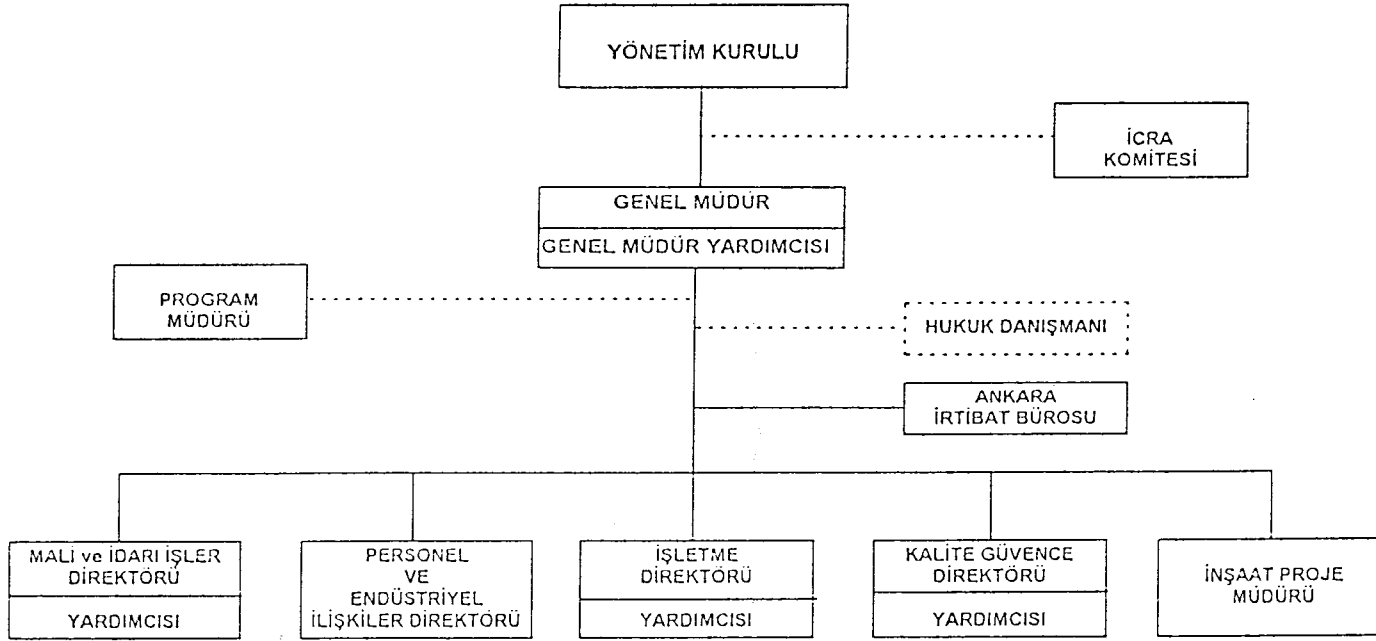 YÖNETİM KURULU
İCRA
KOMİTESİ
GENEL MÜDÜR
GENEL MÜDÜR YARDIMCISI
PROGRAM
MÜDÜRÜ
HUKUK DANIŞMANI
ANKARA
İRTİBAT BÜROSU
MALİ ve İDARI İŞLER
DİREKTÖRÜ
YARDIMCISI
PERSONEL
VE
ENDÜSTRİYEL
İLİŞKİLER DİREKTÖRÜ
İŞLETME
DİREKTÖRÜ
YARDIMCISI
KALİTE GÜVENCE
DİREKTÖRÜ
YARDIMCISI
İNŞAAT PROJE
MÜDÜRÜ